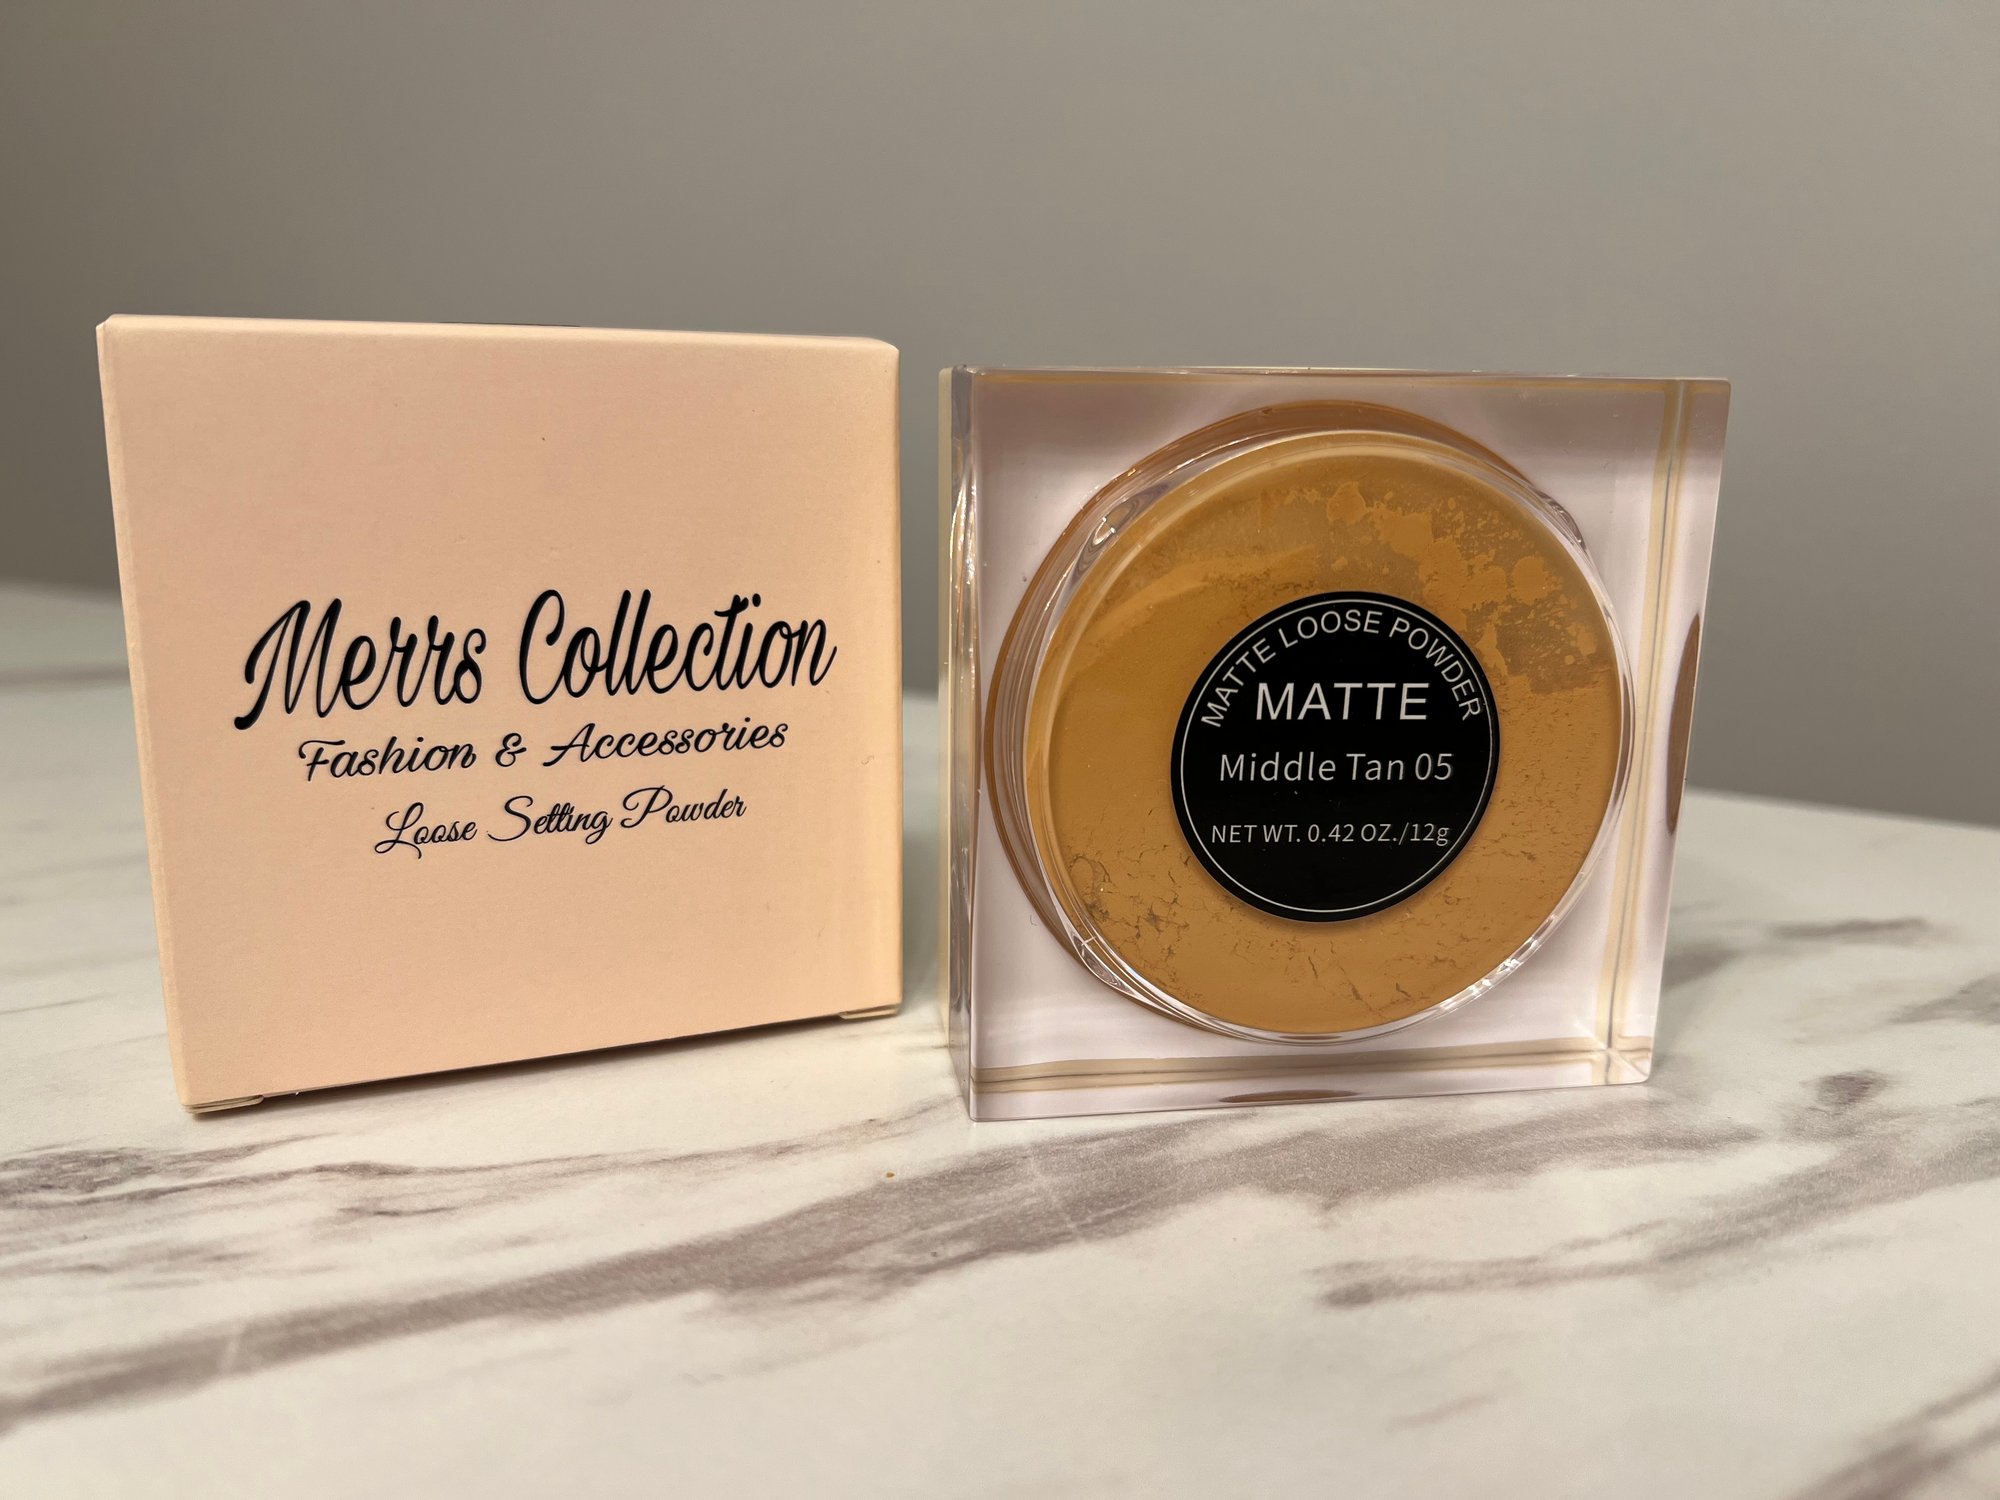 Merrs Collection
Fashion & Accessories
Loose Setting Powder
MATTE LOOSE POWDER
MATTE
Middle Tan 05
NET WT. 0.42 OZ./12g